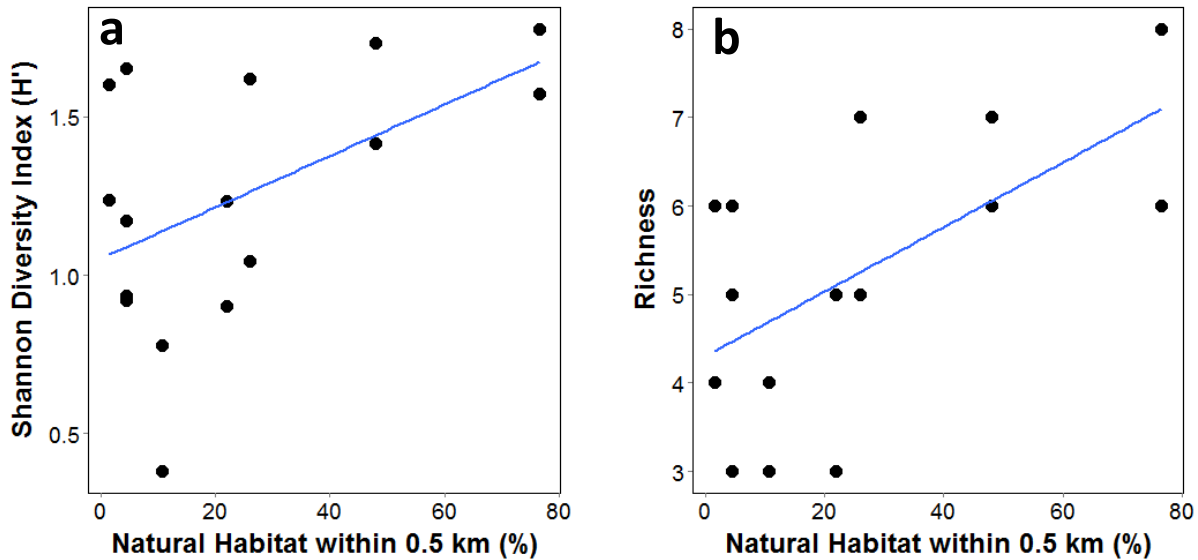 a
Shannon Diversity Index (H')
1.5
1.0
0.5
0 20 40 60 80
Natural Habitat within 0.5 km (%)
b
Richness
8
7
6
5
4
3
0 20 40 60 80
Natural Habitat within 0.5 km (%)